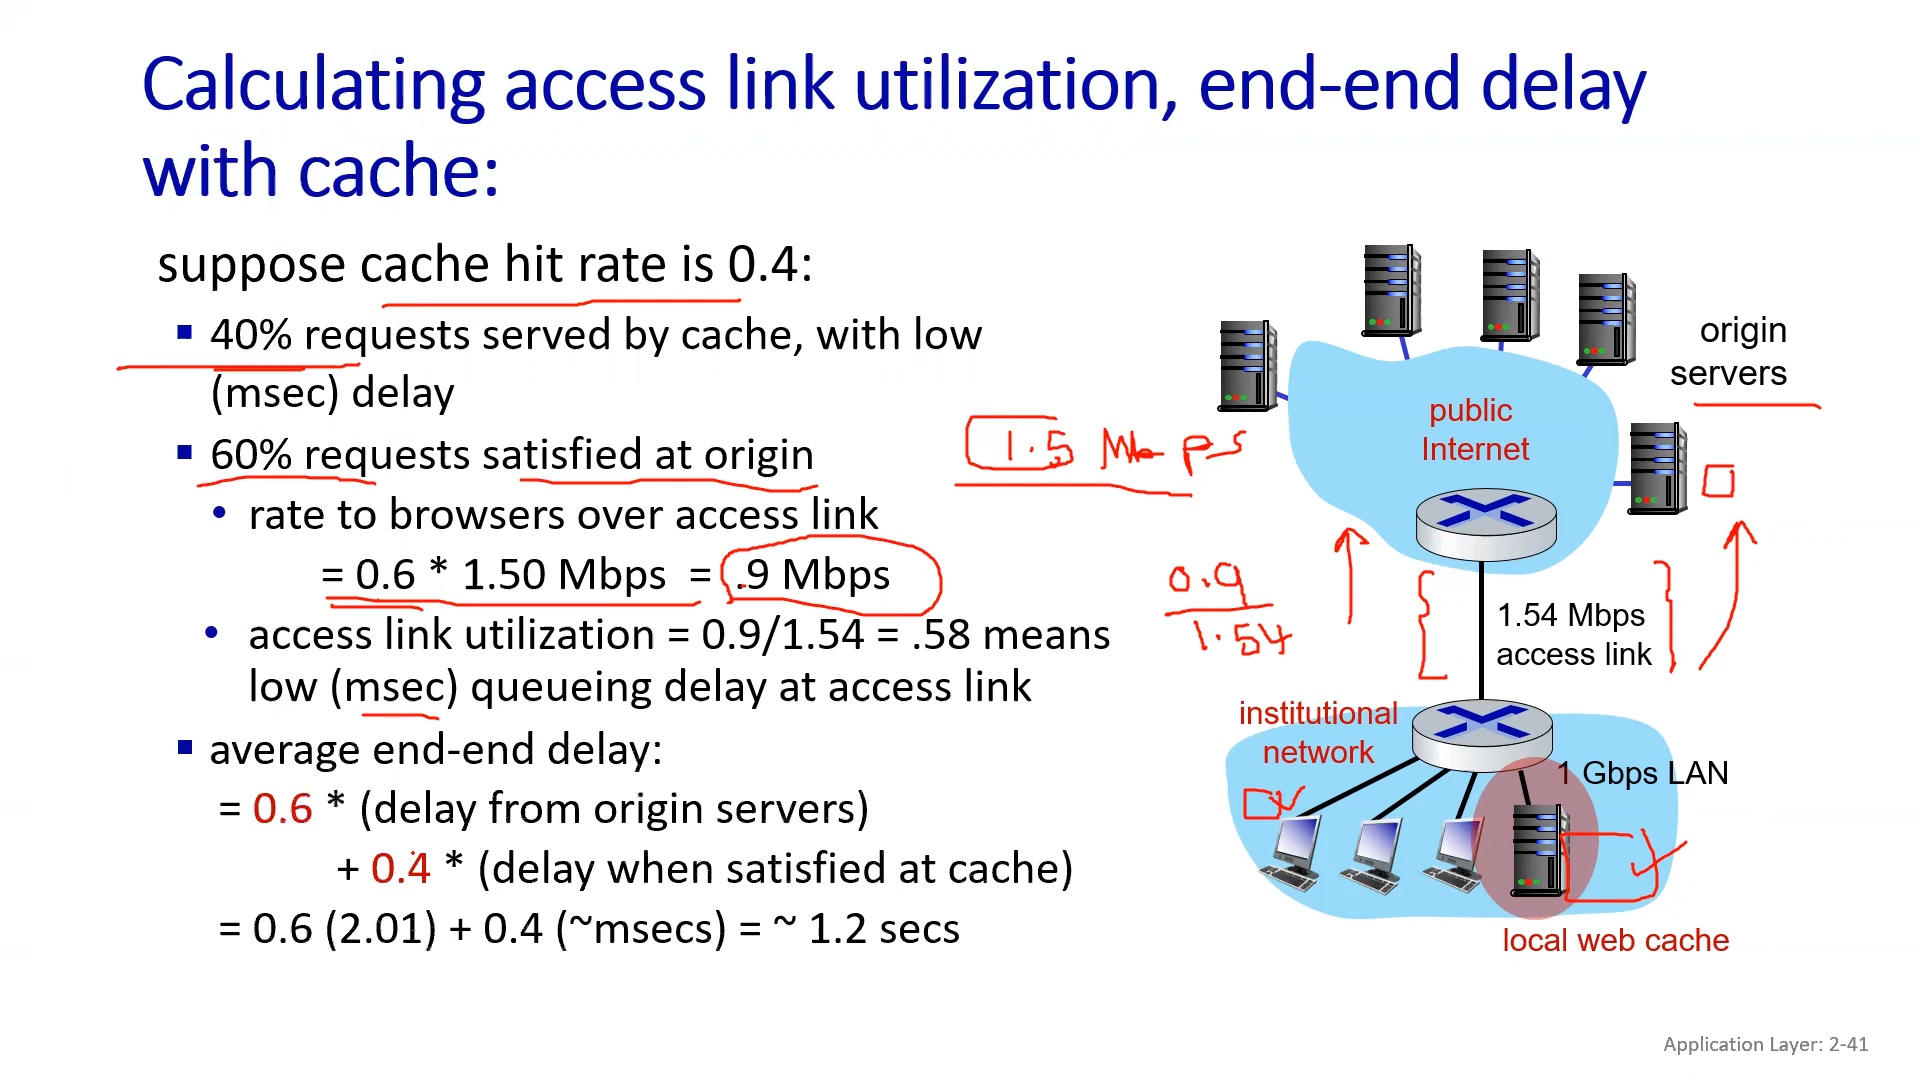 Calculating access link utilization, end-end delay
with cache:
suppose cache hit rate is 0.4:
▪ 40% requests served by cache, with low
(msec) delay
▪ 60% requests satisfied at origin
• rate to browsers over access link
= 0.6 * 1.50 Mbps = .9 Mbps
• access link utilization = 0.9/1.54 = .58 means
low (msec) queueing delay at access link
▪ average end-end delay:
= 0.6 * (delay from origin servers)
+ 0.4 * (delay when satisfied at cache)
= 0.6 (2.01) + 0.4 (~msecs) = ~ 1.2 secs
1.5 Mbps
0.9
1.54
origin
servers
public
Internet
1.54 Mbps
access link
institutional
network
1 Gbps LAN
local web cache
Application Layer: 2-41